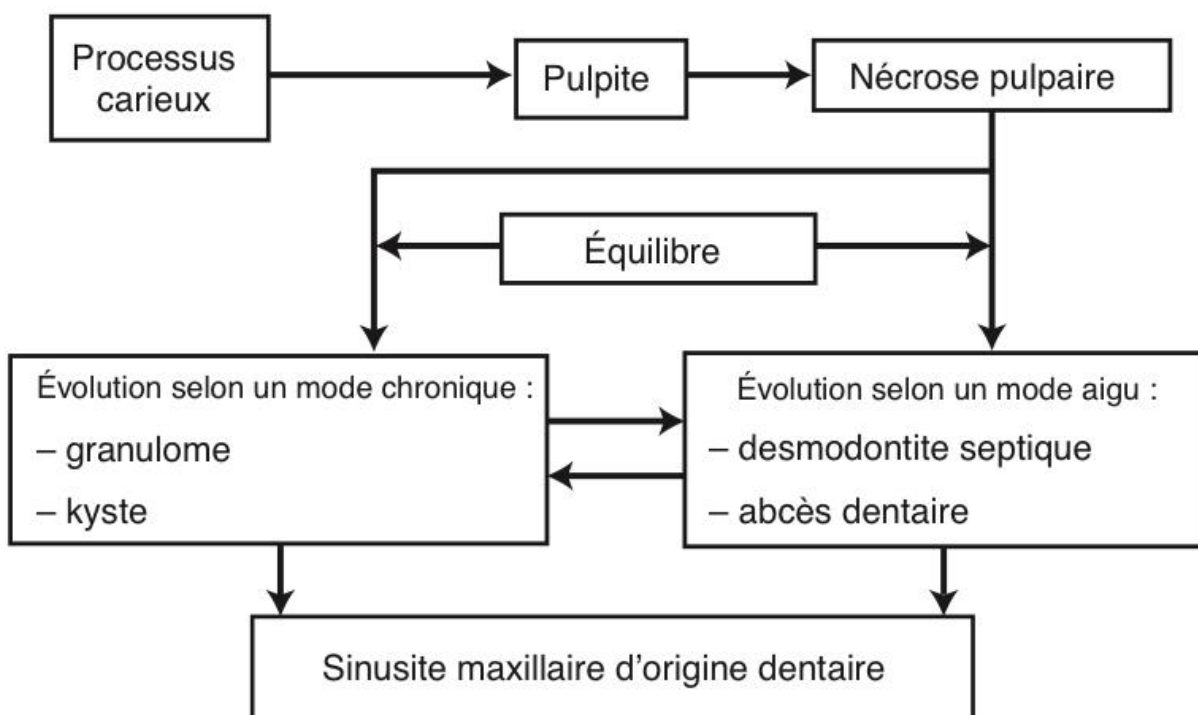 Processus
carieux
Pulpite
Nécrose pulpaire
Équilibre
Évolution selon un mode chronique :
– granulome
– kyste
Évolution selon un mode aigu :
– desmodontite septique
– abcès dentaire
Sinusite maxillaire d'origine dentaire